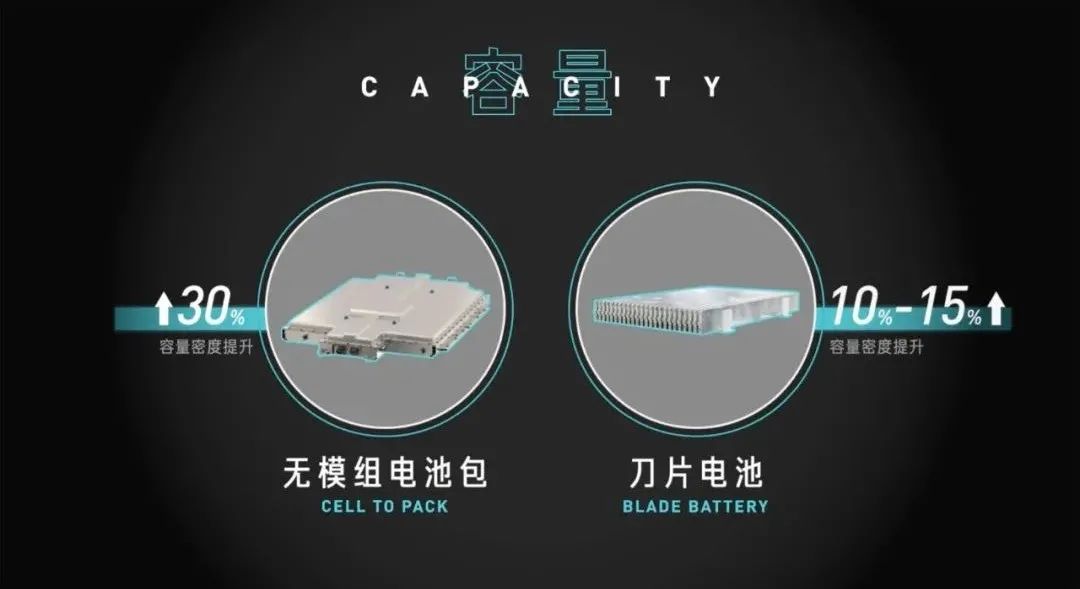 容量
CAPACITY
30%
容量密度提升
10%-15%
容量密度提升
无模组电池包
CELL TO PACK
刀片电池
BLADE BATTERY